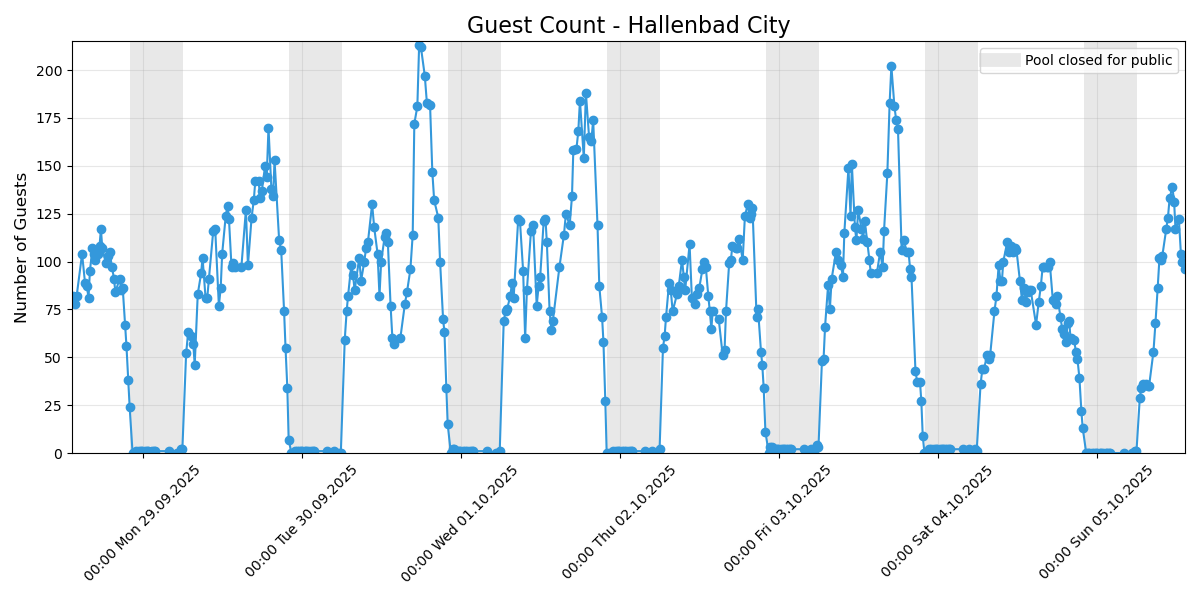 Guest Count - Hallenbad City
Pool closed for public
Number of Guests
200
175
150
125
100
75
50
25
0
00:00 Mon 29.09.2025
00:00 Tue 30.09.2025
00:00 Wed 01.10.2025
00:00 Thu 02.10.2025
00:00 Fri 03.10.2025
00:00 Sat 04.10.2025
00:00 Sun 05.10.2025